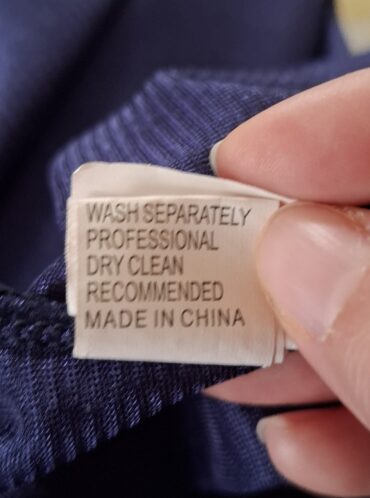 WASH SEPARATELY
PROFESSIONAL
DRY CLEAN
RECOMMENDED
MADE IN CHINA